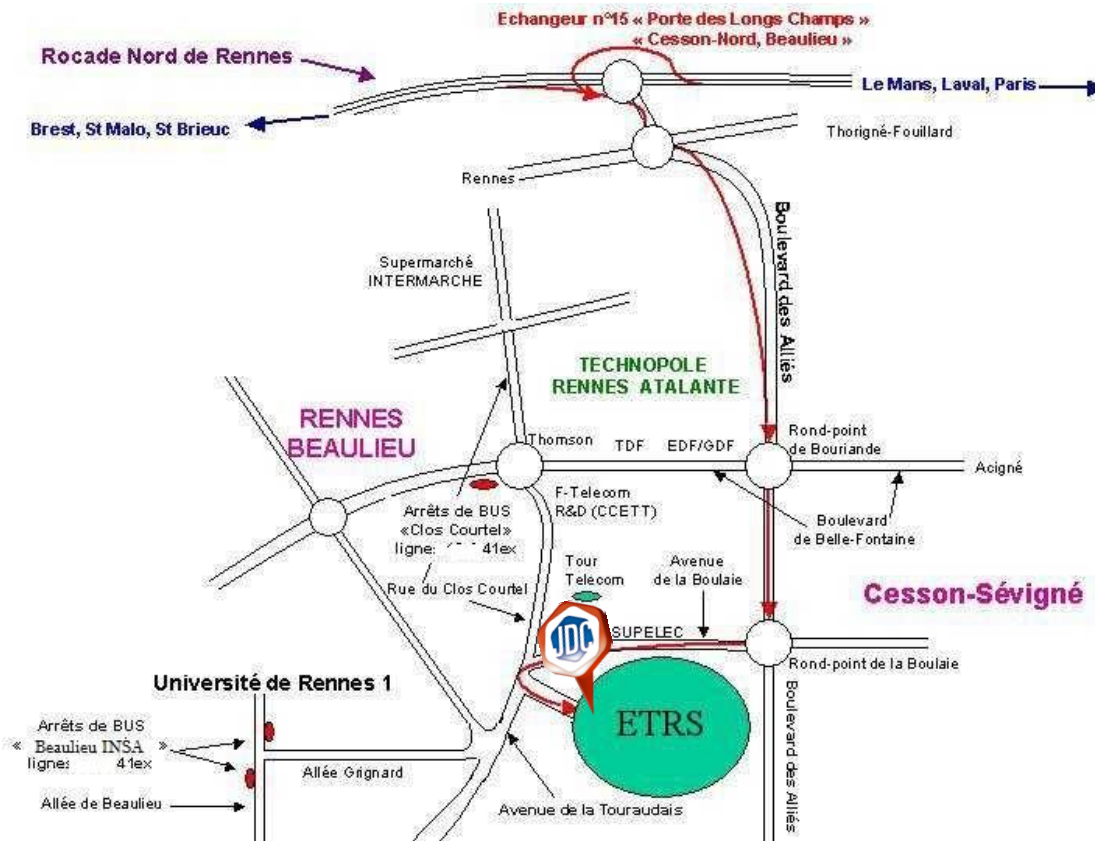 Echangeur n°15 « Porte des Longs Champs »
« Cesson-Nord, Beaulieu »
Rocade Nord de Rennes
Le Mans, Laval, Paris
Brest, St Malo, St Brieuc
Thorigné-Fouillard
Rennes
Boulevard des Alliés
Supermarché
INTERMARCHE
TECHNOPOLE
RENNES ATALANTE
RENNES
BEAULIEU
Thomson
TDF
EDF/GDF
Rond-point
de Bouriande
Acigné
F-Telecom
R&D (CCETT)
Arrêts de BUS
«Clos Courtel»
ligne: 41ex
Boulevard
de Belle-Fontaine
Tour
Telecom
Avenue
de la Boulaie
Rue du Clos Courtel
Cesson-Sévigné
JDC
SUPELEC
Rond-point de la Boulaie
Université de Rennes 1
ETRS
Boulevard des Alliés
Arrêts de BUS
« Beaulieu INSA »
lignes 41ex
Allée Grignard
Allée de Beaulieu
Avenue de la Touraudais